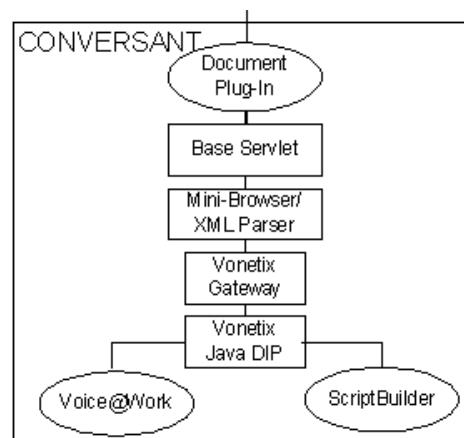 CONVERSANT
Document
Plug-In
Base Servlet
Mini-Browser/
XML Parser
Vonetix
Gateway
Vonetix
Java DIP
Voice@Work
ScriptBuilder